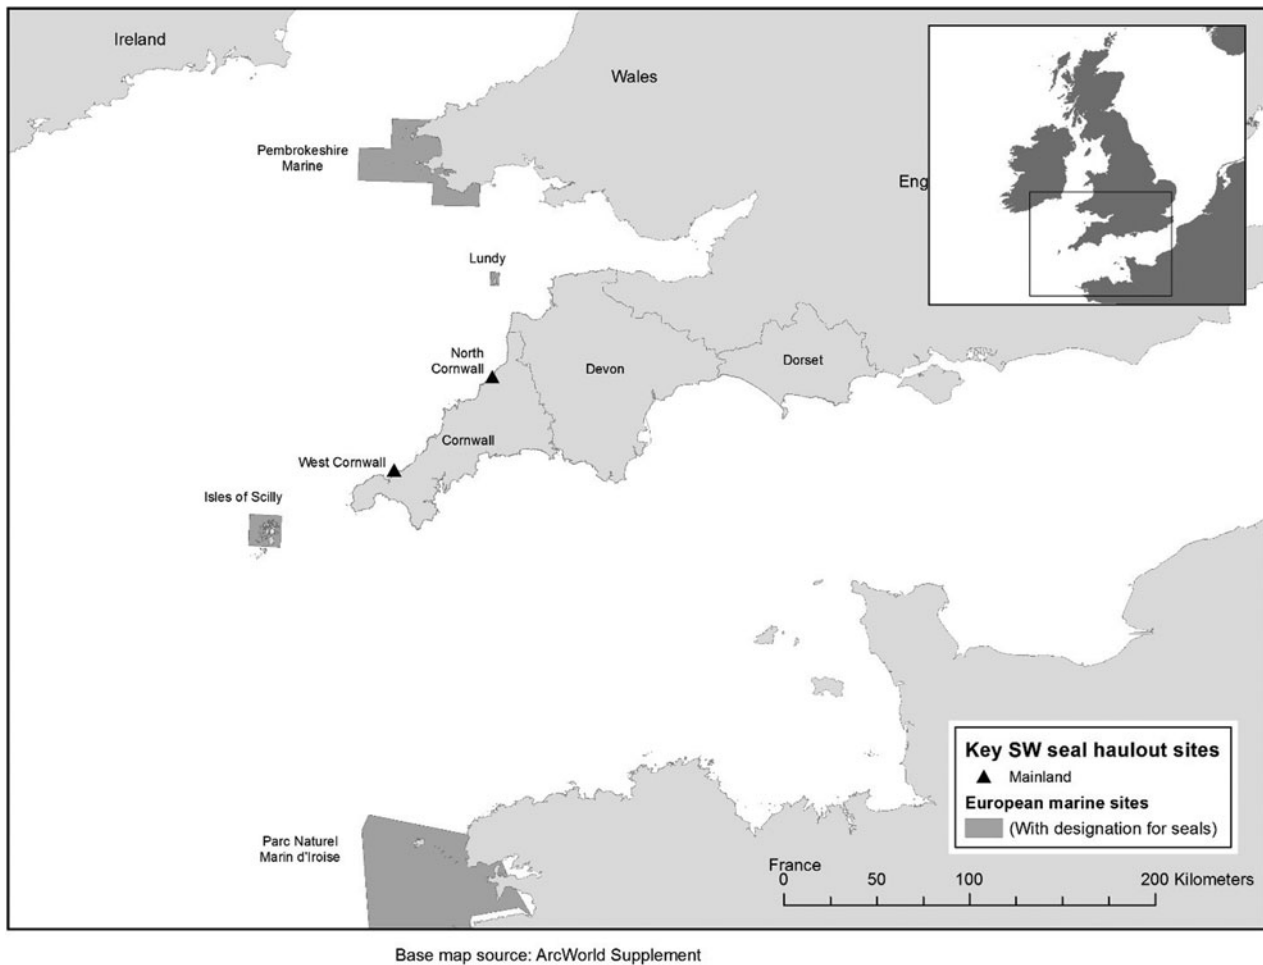 Ireland
Wales
Pembrokeshire
Marine
Eng
Lundy
North
Cornwall
Devon
Dorset
Cornwall
West Cornwall
Isles of Scilly
Key SW seal haulout sites
Mainland
European marine sites
(With designation for seals)
Parc Naturel
Marin d'Iroise
France
0 50 100 200 Kilometers
Base map source: ArcWorld Supplement